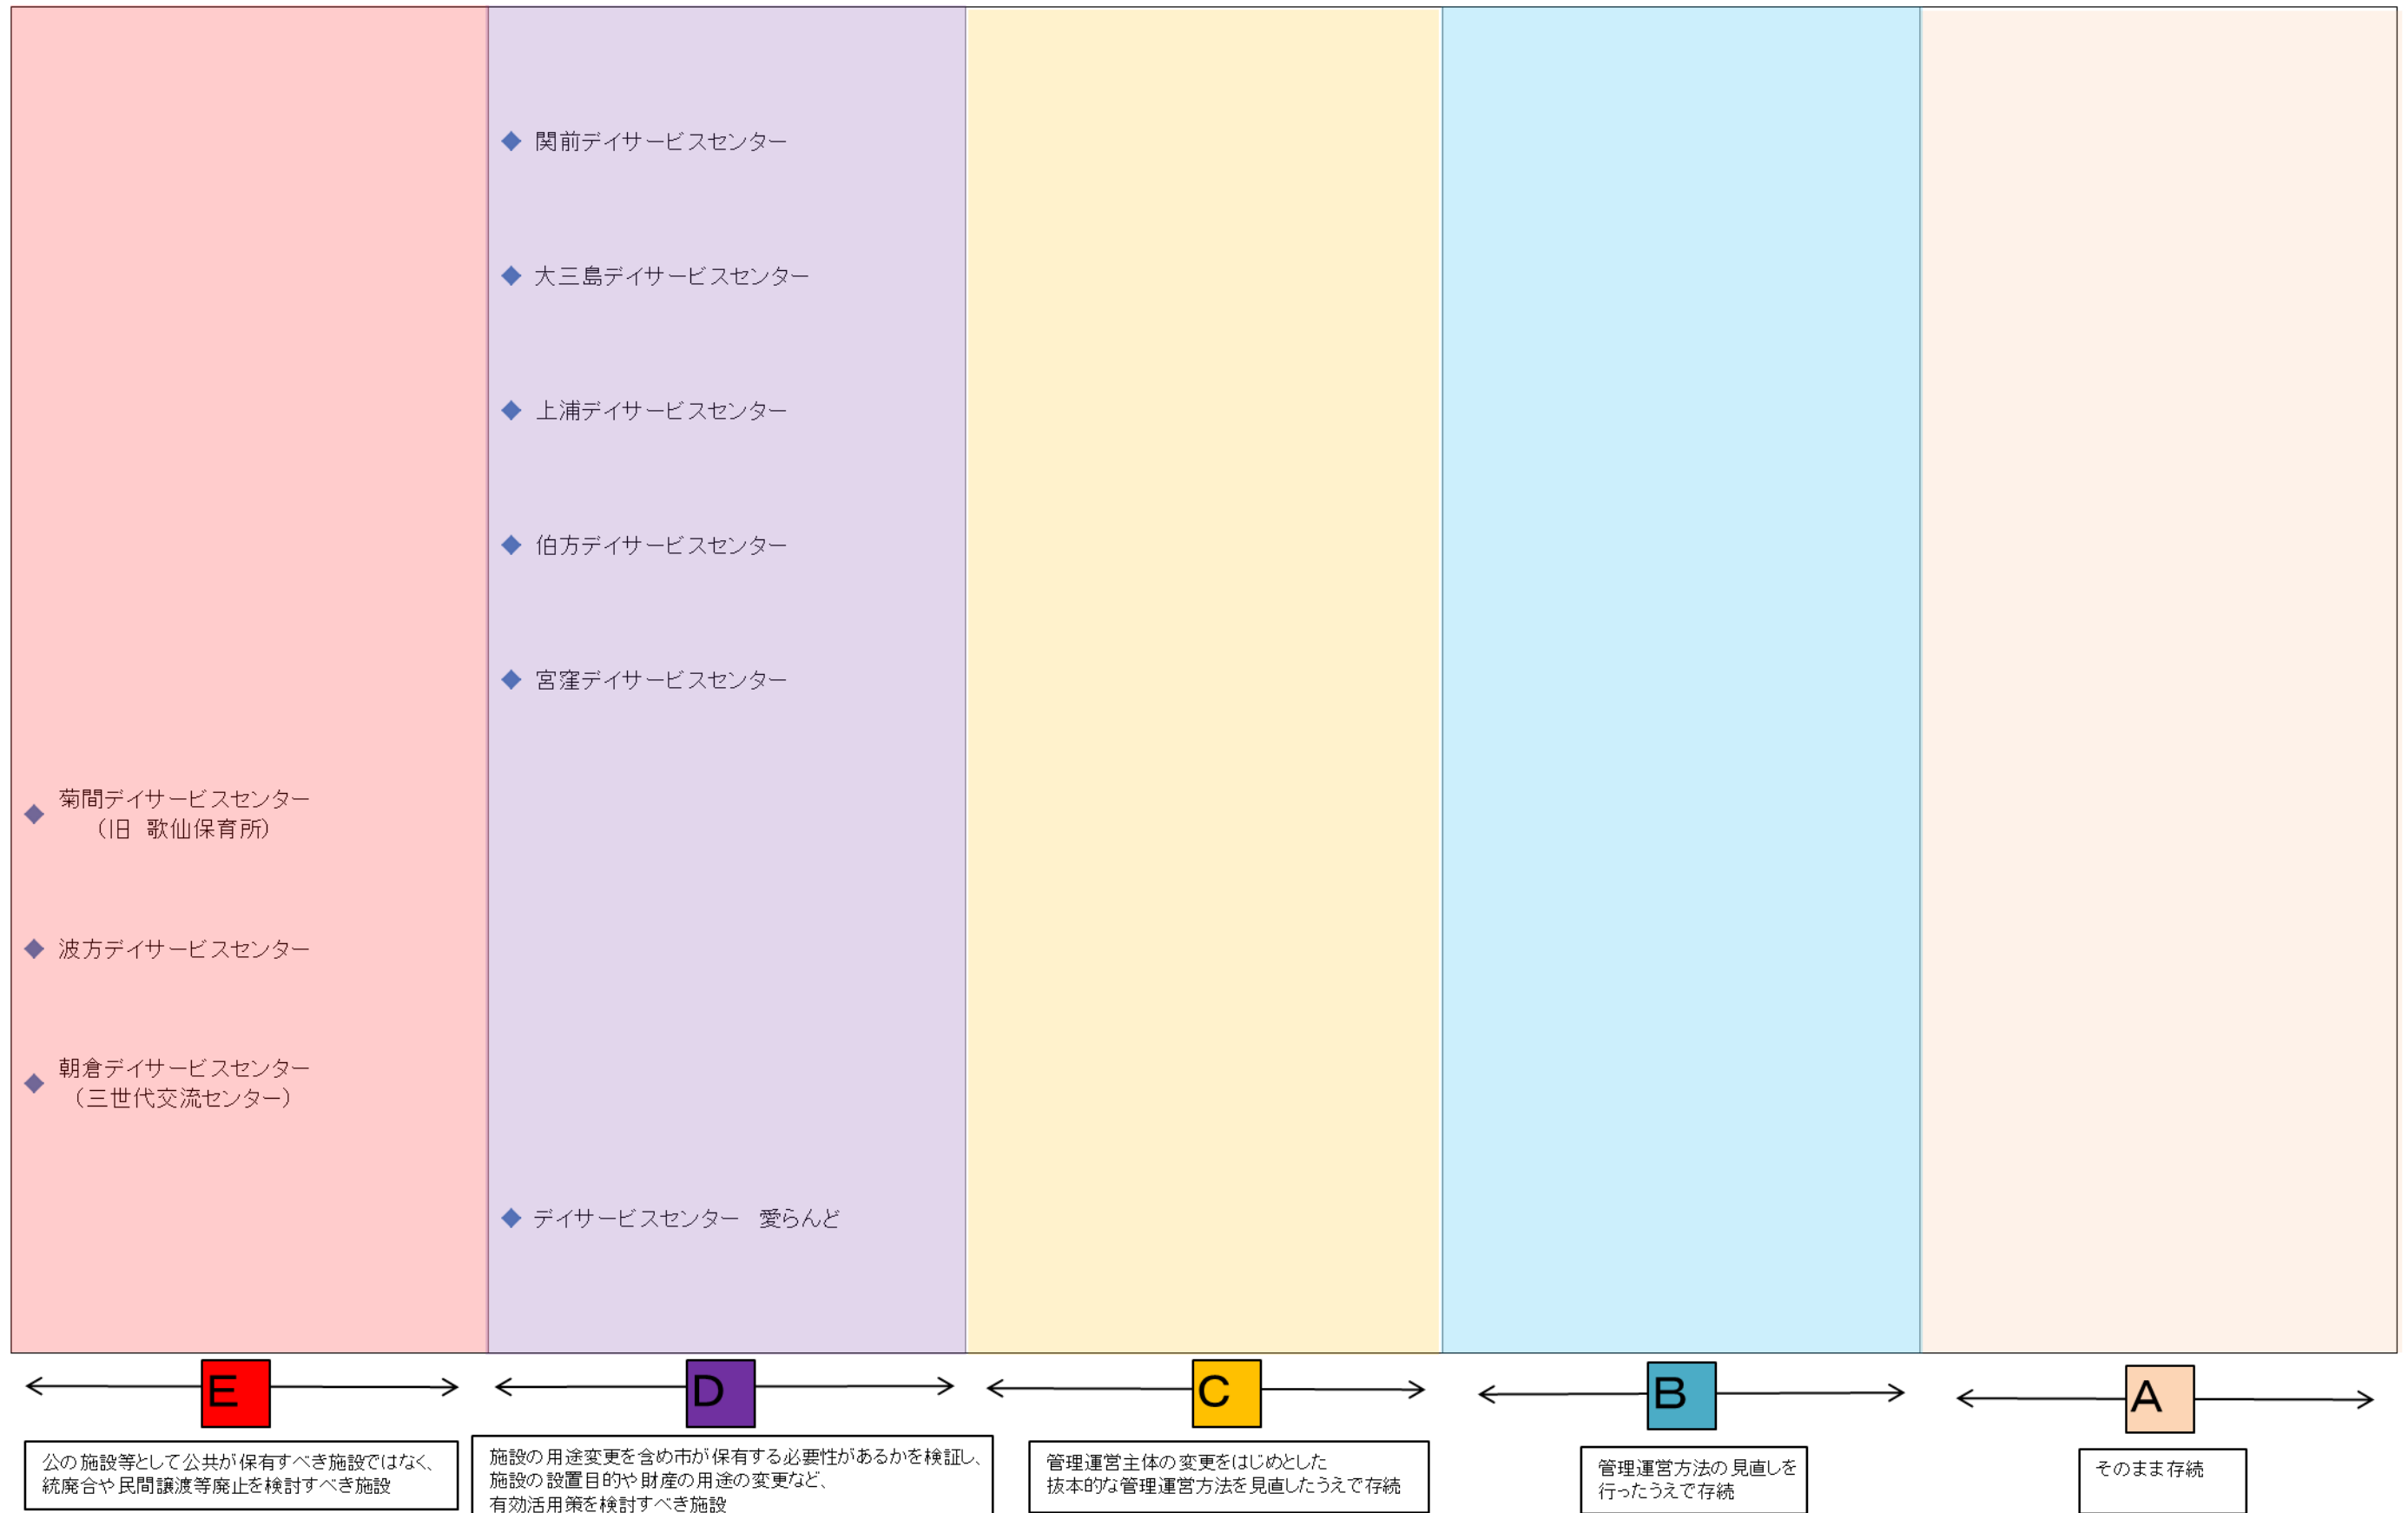 関前デイサービスセンター
大三島デイサービスセンター
上浦デイサービスセンター
伯方デイサービスセンター
宮窪デイサービスセンター
菊間デイサービスセンター
（旧 歌仙保育所）
波方デイサービスセンター
朝倉デイサービスセンター
（三世代交流センター）
デイサービスセンター 愛らんど
E
D
C
B
A
公の施設等として公共が保有すべき施設ではなく、
統廃合や民間譲渡等廃止を検討すべき施設
施設の用途変更を含め市が保有する必要性があるかを検証し、
施設の設置目的や財産の用途の変更など、
有効活用策を検討すべき施設
管理運営主体の変更をはじめとした
抜本的な管理運営方法を見直したうえで存続
管理運営方法の見直しを
行ったうえで存続
そのまま存続